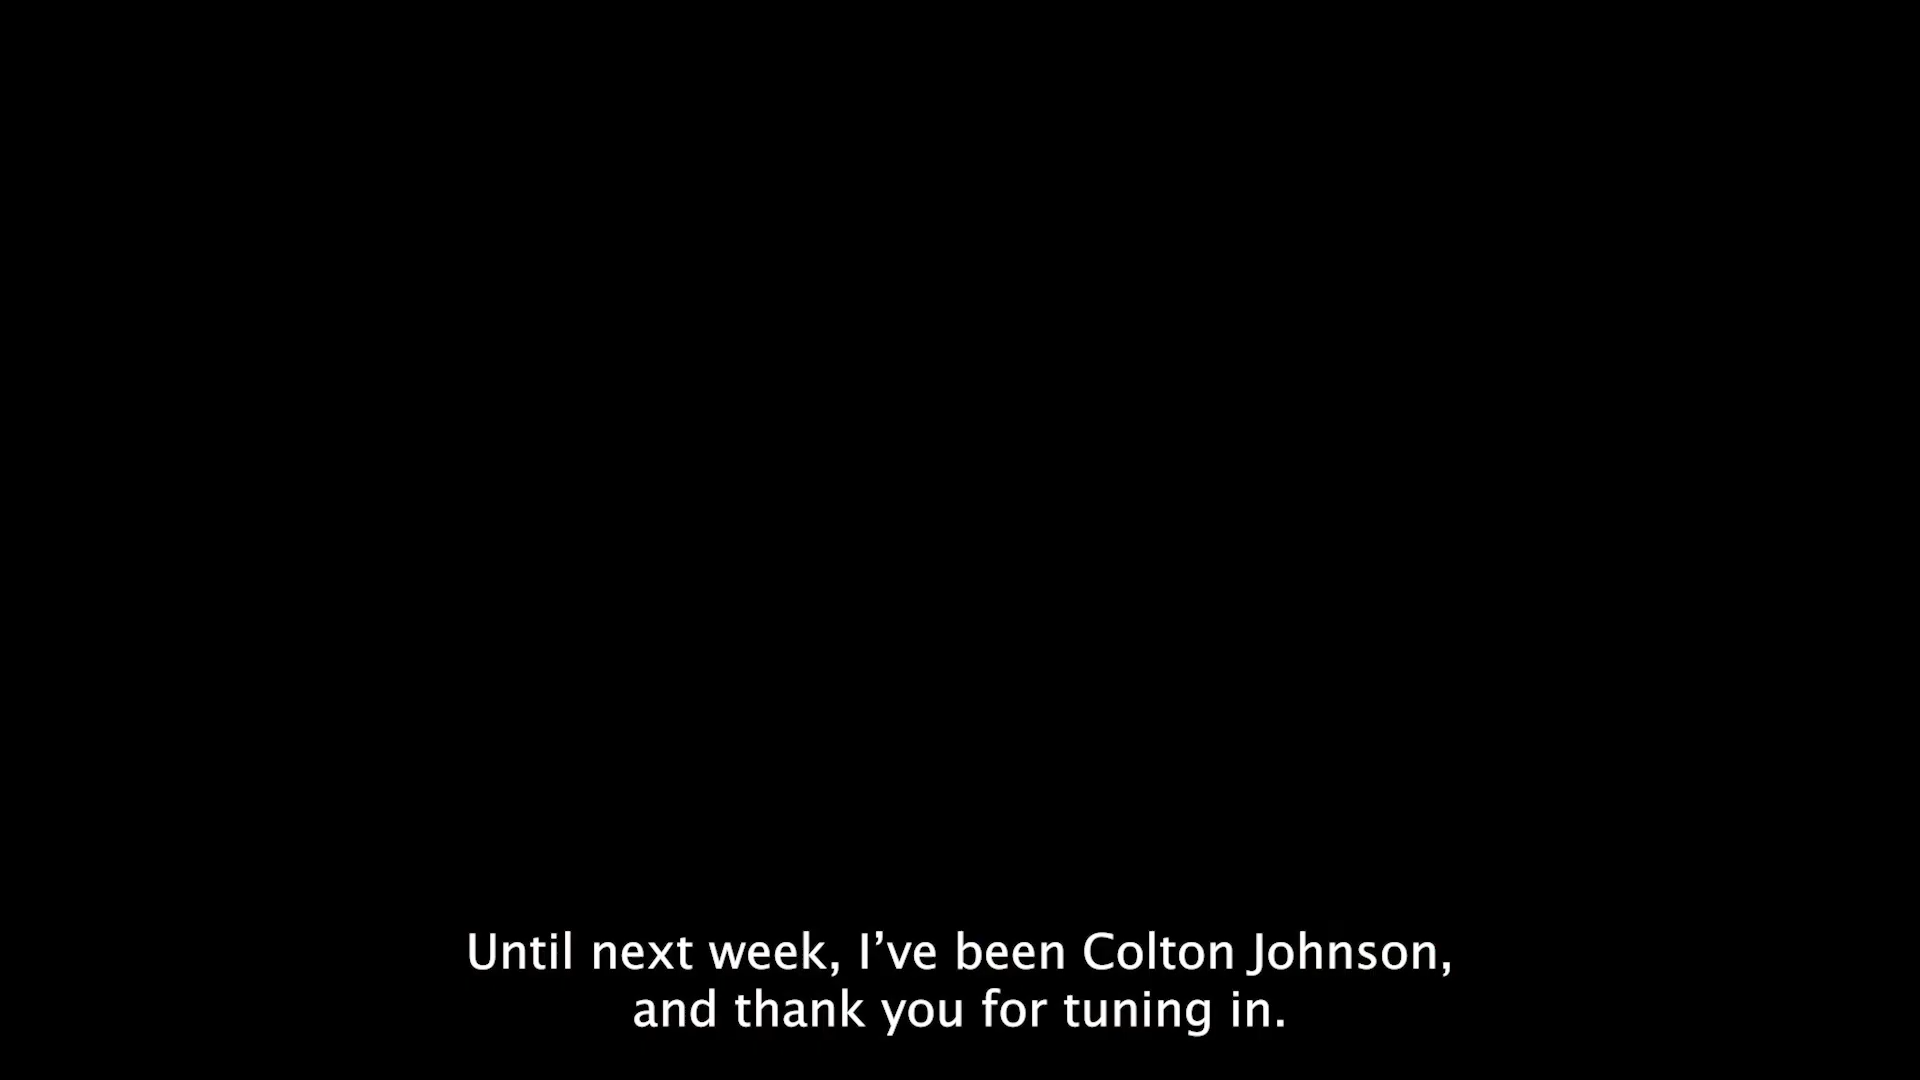 Until next week, I’ve been Colton Johnson,
and thank you for tuning in.